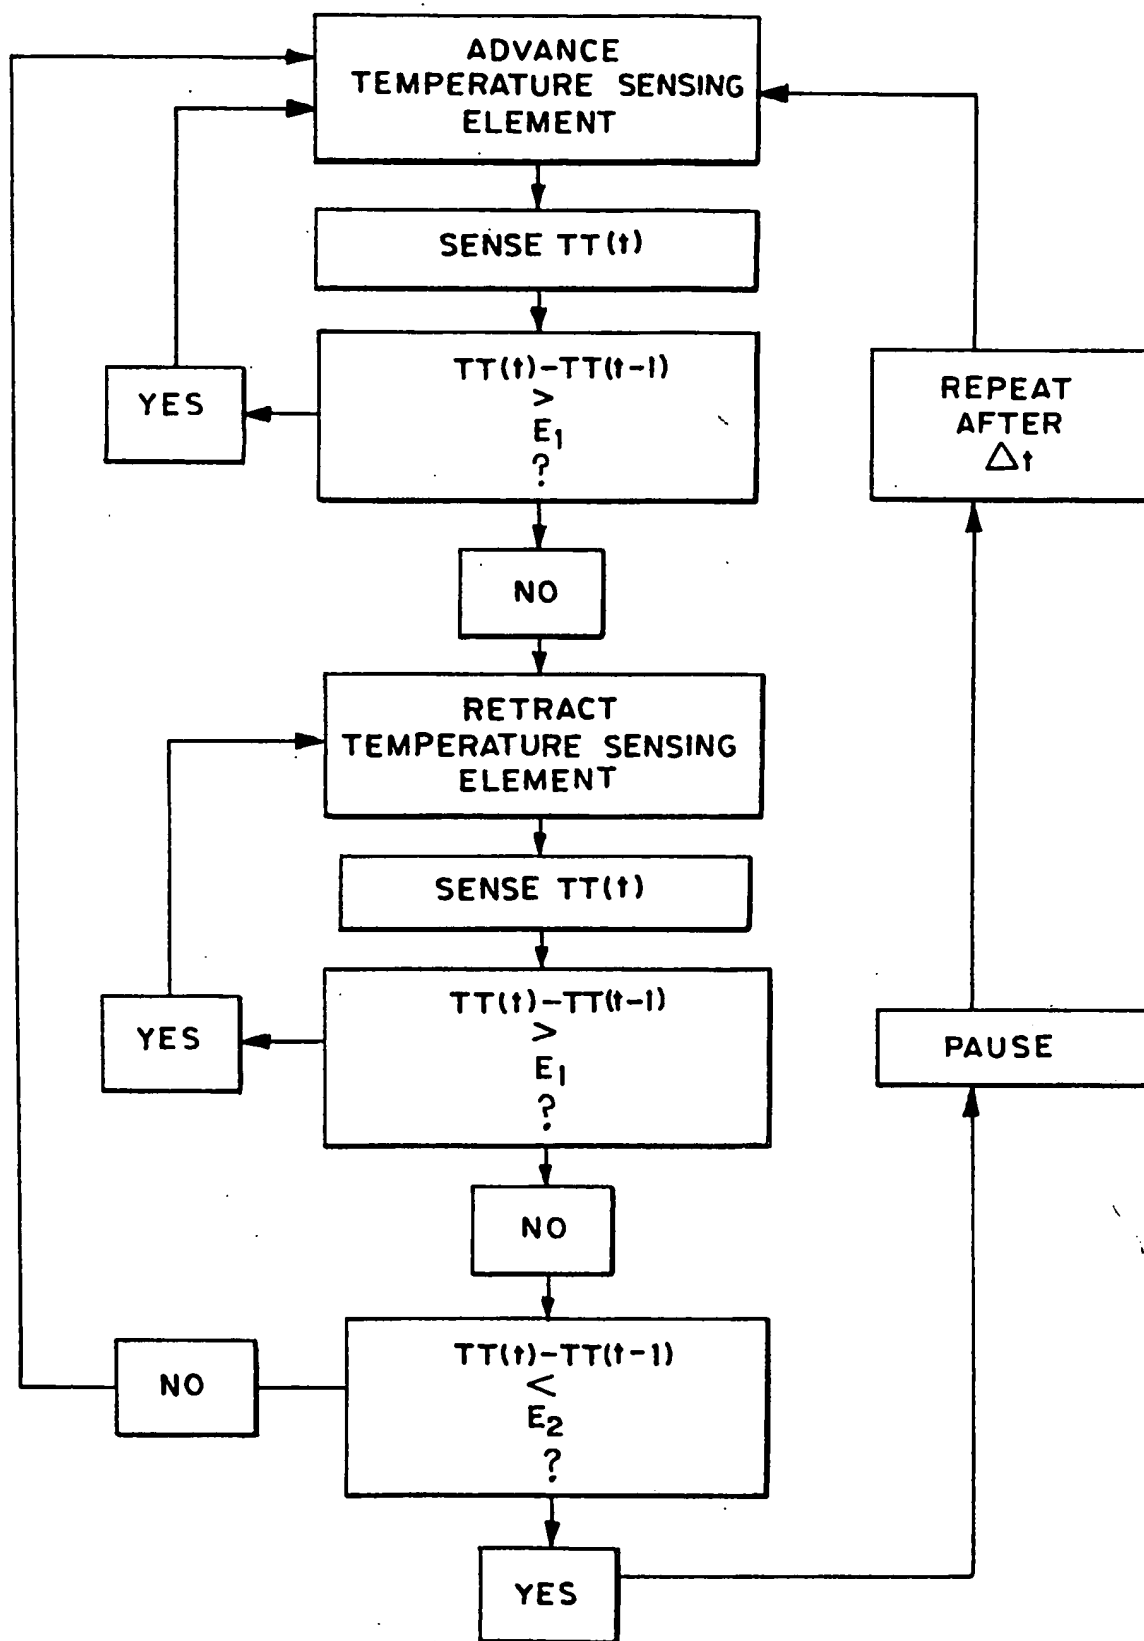 ADVANCE
TEMPERATURE SENSING
ELEMENT
SENSE TT(t)
TT(t)-TT(t-1)
>
E1
?
YES
NO
REPEAT
AFTER
△t
RETRACT
TEMPERATURE SENSING
ELEMENT
SENSE TT(t)
TT(t)-TT(t-1)
>
E1
?
YES
PAUSE
NO
TT(t)-TT(t-1)
<
E2
?
NO
YES